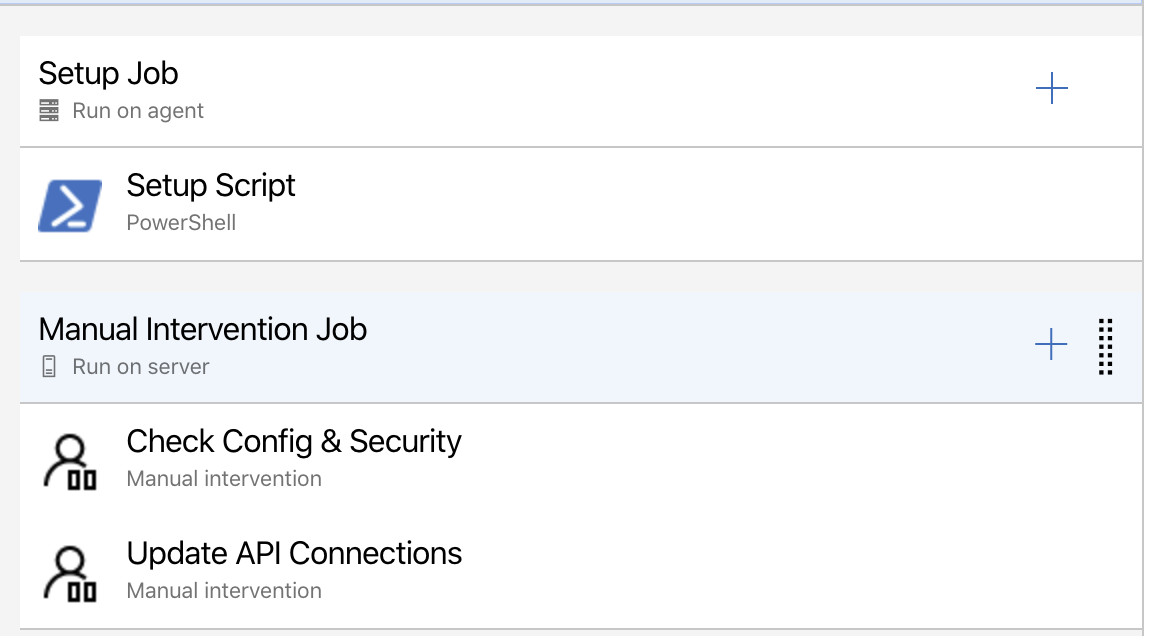 Setup Job
Run on agent
Setup Script
PowerShell
Manual Intervention Job
Run on server
Check Config & Security
Manual intervention
Update API Connections
Manual intervention